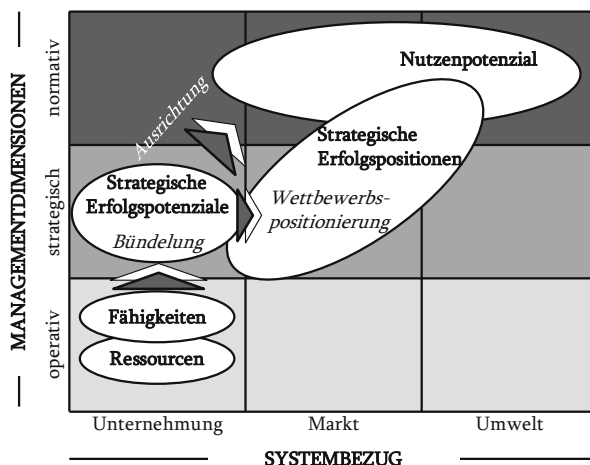 MANAGEMENTDIMENSIONEN
normativ
strategisch
operativ
Nutzenpotenzial
Ausrichtung
Strategische
Erfolgspositionen
Strategische
Erfolgspotenziale
Wettbewerbs-
positionierung
Bündelung
Fähigkeiten
Ressourcen
Unternehmung
Markt
Umwelt
SYSTEMBEZUG